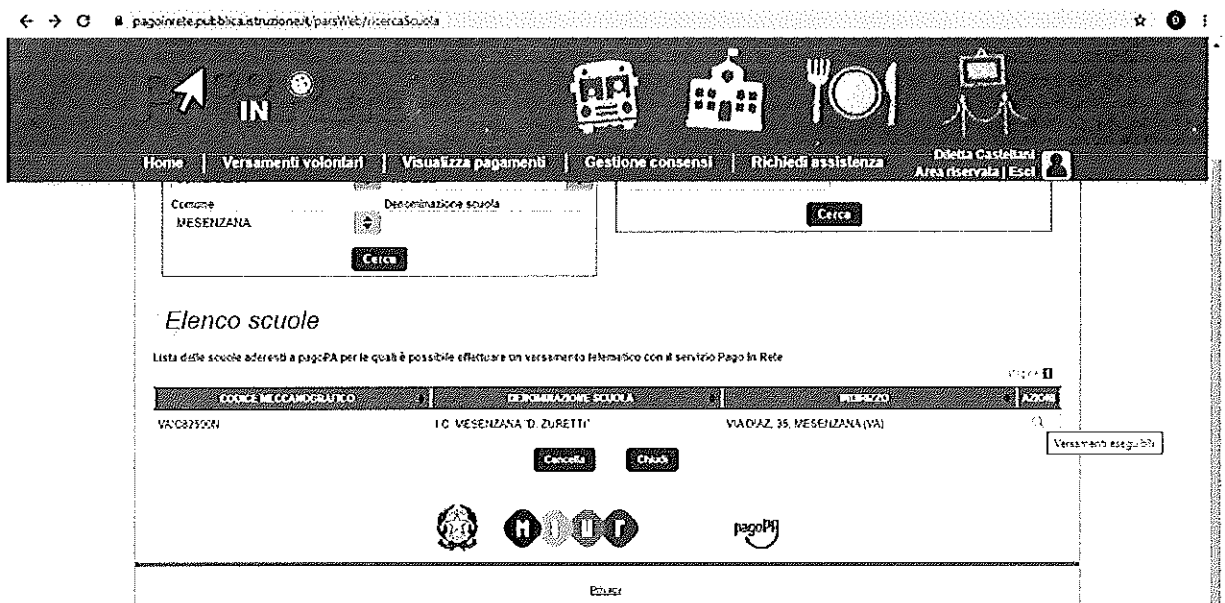 pagoinrete.pubblica.istruzione.it/parsWeb/ricercaScuola
IN
Home | Versamenti volontari | Visualizza pagamenti | Gestione consensi | Richiedi assistenza
Diletta Castellani
Area riservata | Esci
Comune
Denominazione scuola
MESENZANA
Cerca
Cerca
Elenco scuole
Lista delle scuole aderenti a pagoPA per le quali è possibile effettuare un versamento telematico con il servizio Pago In Rete
CODICE MECCANOGRAFICO
DENOMINAZIONE SCUOLA
INDIRIZZO
AZIONI
I.C. MESENZANA "D. ZURETTI"
VIA DIAZ, 35, MESENZANA (VA)
Versamenti eseguibili
Cancella
Chiudi
MIUR
pagoPA
Privacy